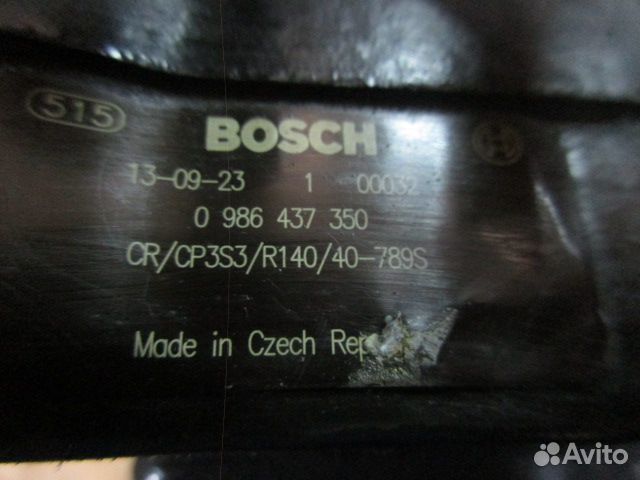 515 BOSCH
13-09-23 1 00032
0 986 437 350
CR/CP3S3/R140/40-789S
Made in Czech
Avito